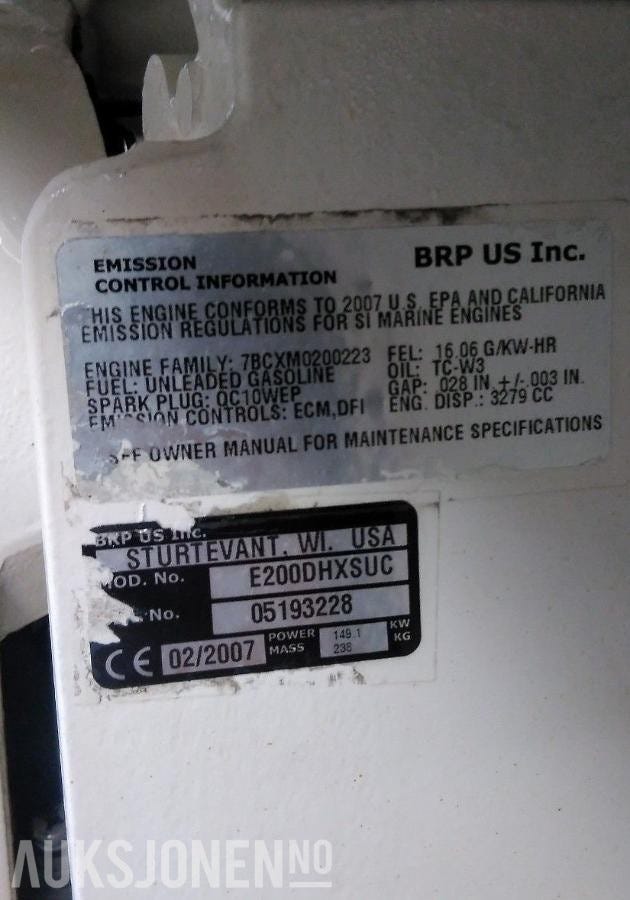 EMISSION
CONTROL INFORMATION
BRP US Inc.
THIS ENGINE CONFORMS TO 2007 U.S. EPA AND CALIFORNIA
EMISSION REGULATIONS FOR SI MARINE ENGINES
ENGINE FAMILY: 7BCXM0200223 FEL: 16.06 G/KW-HR
FUEL: UNLEADED GASOLINE OIL: TC-W3
SPARK PLUG: QC10WEP GAP: .028 IN. +/-.003 IN.
EMISSION CONTROLS: ECM,DFI ENG. DISP.: 3279 CC
SEE OWNER MANUAL FOR MAINTENANCE SPECIFICATIONS
BRP US Inc.
STURTEVANT. WI. USA
MOD. No. E200DHXSUC
No. 05193228
CE 02/2007 POWER 149.1 KW
MASS 238 KG
AUKSJONEN NO